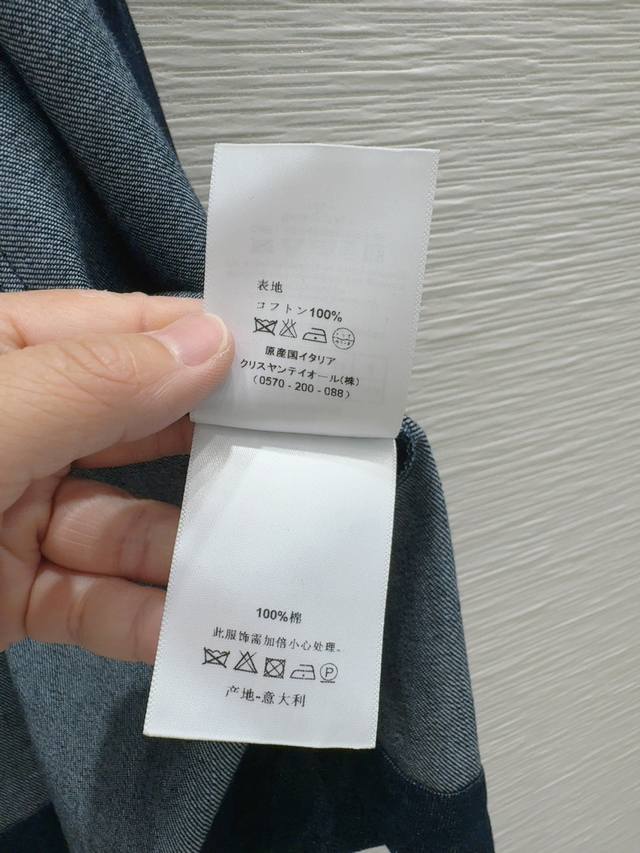 表地
コフトン100%
原産国イタリア
クリスヤンテイオール(株)
(0570 - 200 - 088)
100%棉
此服饰需加倍小心处理。
P
产地-意大利